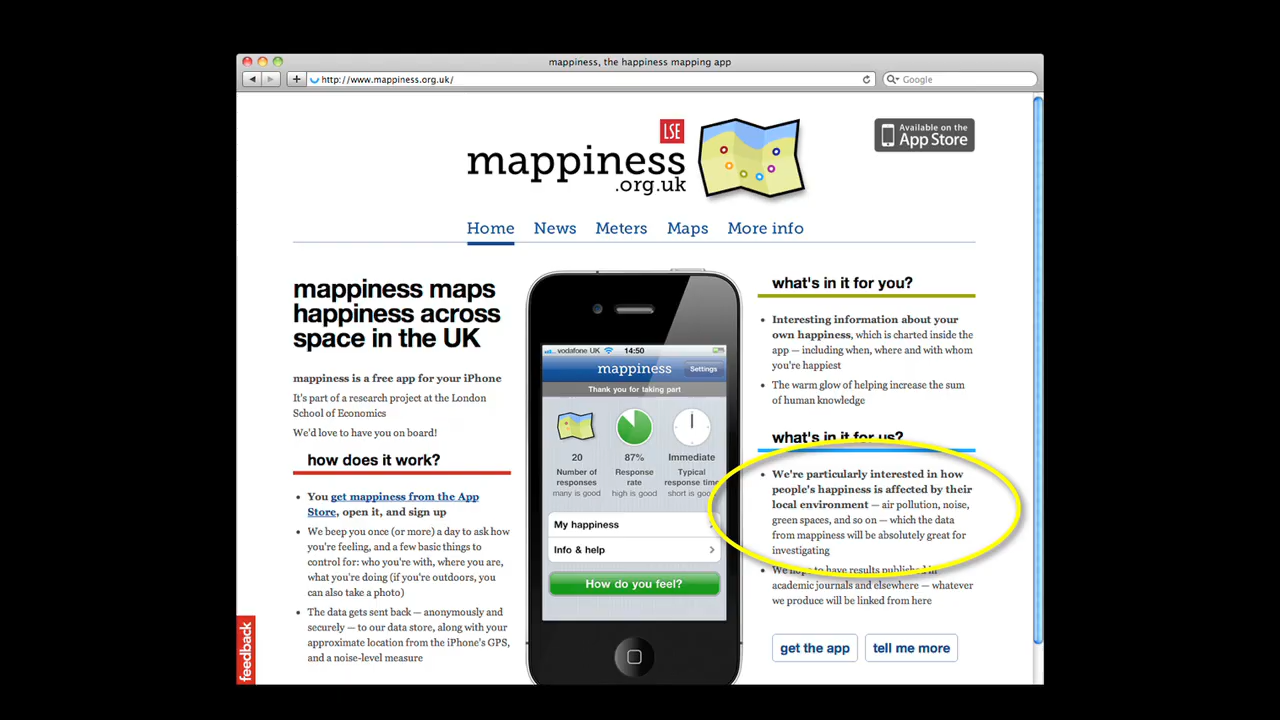 mappiness, the happiness mapping app
http://www.mappiness.org.uk/
Google
LSE
mappiness
.org.uk
Available on the
App Store
Home News Meters Maps More info
mappiness maps
happiness across
space in the UK
mappiness is a free app for your iPhone
It's part of a research project at the London
School of Economics
We'd love to have you on board!
how does it work?
You get mappiness from the App
Store, open it, and sign up
We beep you once (or more) a day to ask how
you're feeling, and a few basic things to
control for: who you're with, where you are,
what you're doing (if you're outdoors, you
can also take a photo)
The data gets sent back — anonymously and
securely — to our data store, along with your
approximate location from the iPhone's GPS,
and a noise-level measure
feedback
vodafone UK 14:50
mappiness Settings
Thank you for taking part
20 87% Immediate
Number of responses Response rate Typical response time
many is good high is good short is good
My happiness
Info & help
How do you feel?
what's in it for you?
Interesting information about your
own happiness, which is charted inside the
app — including when, where and with whom
you're happiest
The warm glow of helping increase the sum
of human knowledge
what's in it for us?
We're particularly interested in how
people's happiness is affected by their
local environment — air pollution, noise,
green spaces, and so on — which the data
from mappiness will be absolutely great for
investigating
We hope to have results published in
academic journals and elsewhere — whatever
we produce will be linked from here
get the app tell me more